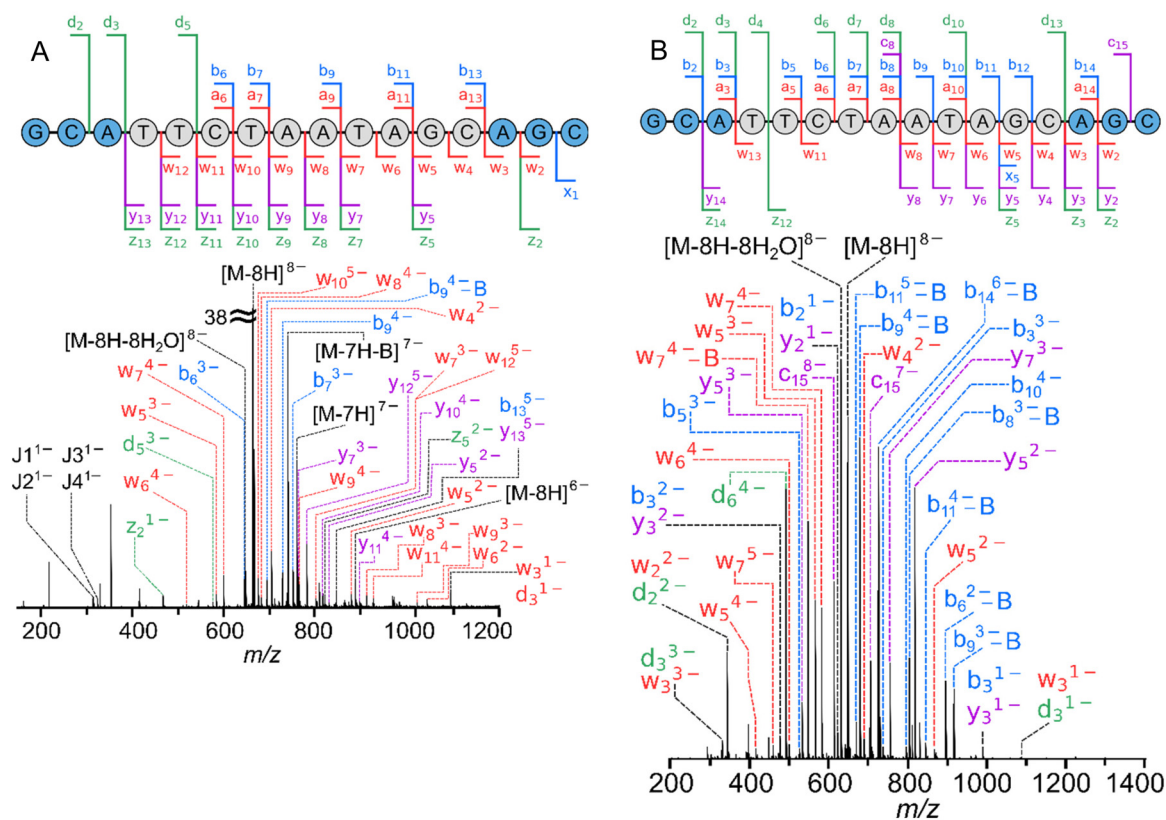 A
d2 d3 d5
b6 b7 b9 b11 b13
a6 a7 a9 a11 a13
G C A T T C T A A T A G C A G C
w12 w11 w10 w9 w8 w7 w6 w5 w4 w3 w2
x1
y13 y12 y11 y10 y9 y8 y7 y5
z13 z12 z11 z10 z9 z8 z7 z5 z2
[M-8H]8−
w10 5− w8 4−
b9 4−–B
38
w4 2−
[M-8H-8H2O]8−
b9 4−
w7 4−
b6 3−
[M-7H-B]7−
w7 3− w12 5−
b7 3−
y12 5−
w5 3−
[M-7H]7−
y10 4−
b13 5−
d5 3−
z5 2− y13 5−
J1 1− J3 1−
y7 3−
y5 2−
J2 1− J4 1−
w6 4−
w9 4−
w5 2−
[M-8H]6−
z2 1−
y11 4−
w8 3− w9 3−
w11 4− w6 2−
w3 1−
d3 1−
200 400 600 800 1000 1200
m/z
B
d2 d3 d4 d6 d7 d8 d10 d13
c8 c15
b2 b3 b5 b6 b7 b8 b9 b10 b11 b12 b14
a3 a5 a6 a7 a8 a10 a14
G C A T T C T A A T A G C A G C
w13 w11 w8 w7 w6 w5 w4 w3 w2
x5
y14 y8 y7 y6 y5 y4 y3 y2
z14 z12 z5 z3 z2
[M-8H-8H2O]8− [M-8H]8−
w7 4−
b2 1−
b11 5−–B
b14 6−–B
w5 3−
y2 1−
b9 4−–B
b3 3−
w7 4−–B
c15 8−
w4 2−
y7 3−
y5 3−
c15 7−
b10 4−
b5 3−
b8 3−–B
w6 4−
y5 2−
d6 4−
b3 2−
b11 4−–B
y3 2−
w2 2− w7 5−
w5 2−
d2 2−
w5 4−
b6 2−–B
b9 3−–B
d3 3−
b3 1− w3 1−
w3 3−
y3 1− d3 1−
200 400 600 800 1000 1200 1400
m/z